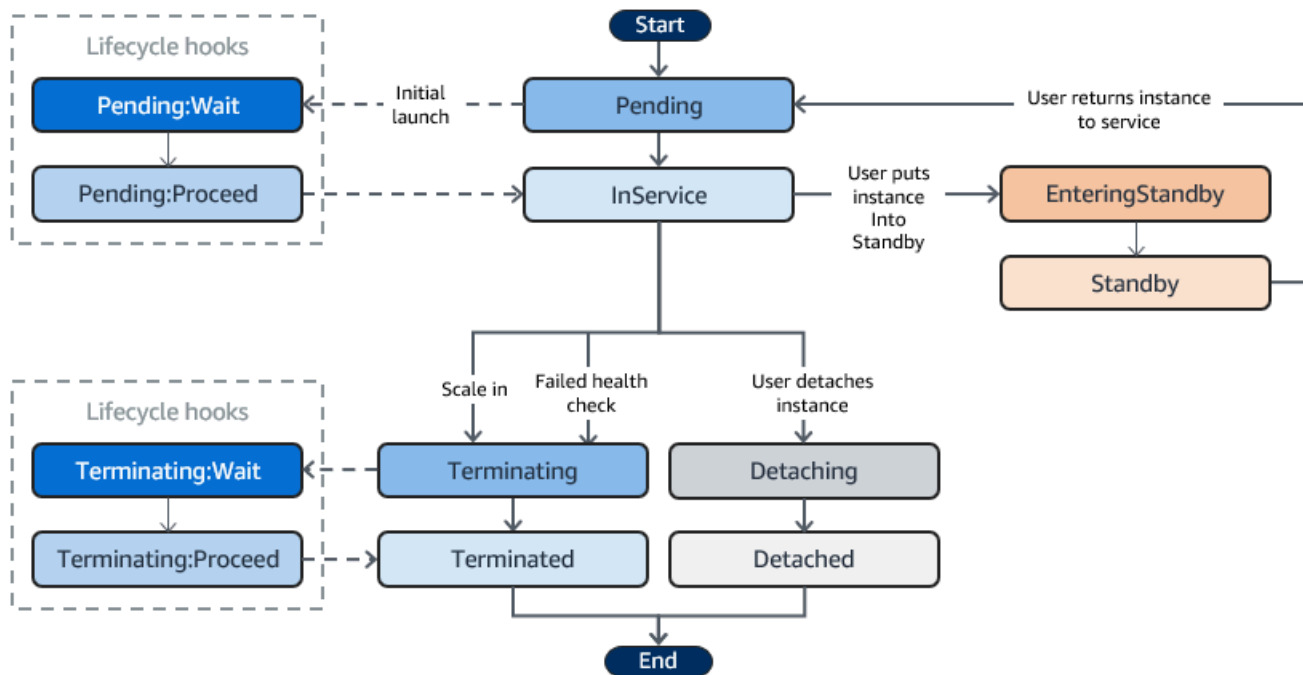 Start
Lifecycle hooks
Pending:Wait
Initial
launch
Pending
User returns instance
to service
Pending:Proceed
InService
User puts
instance
Into
Standby
EnteringStandby
Standby
Scale in
Failed health
check
User detaches
instance
Lifecycle hooks
Terminating:Wait
Terminating
Detaching
Terminating:Proceed
Terminated
Detached
End